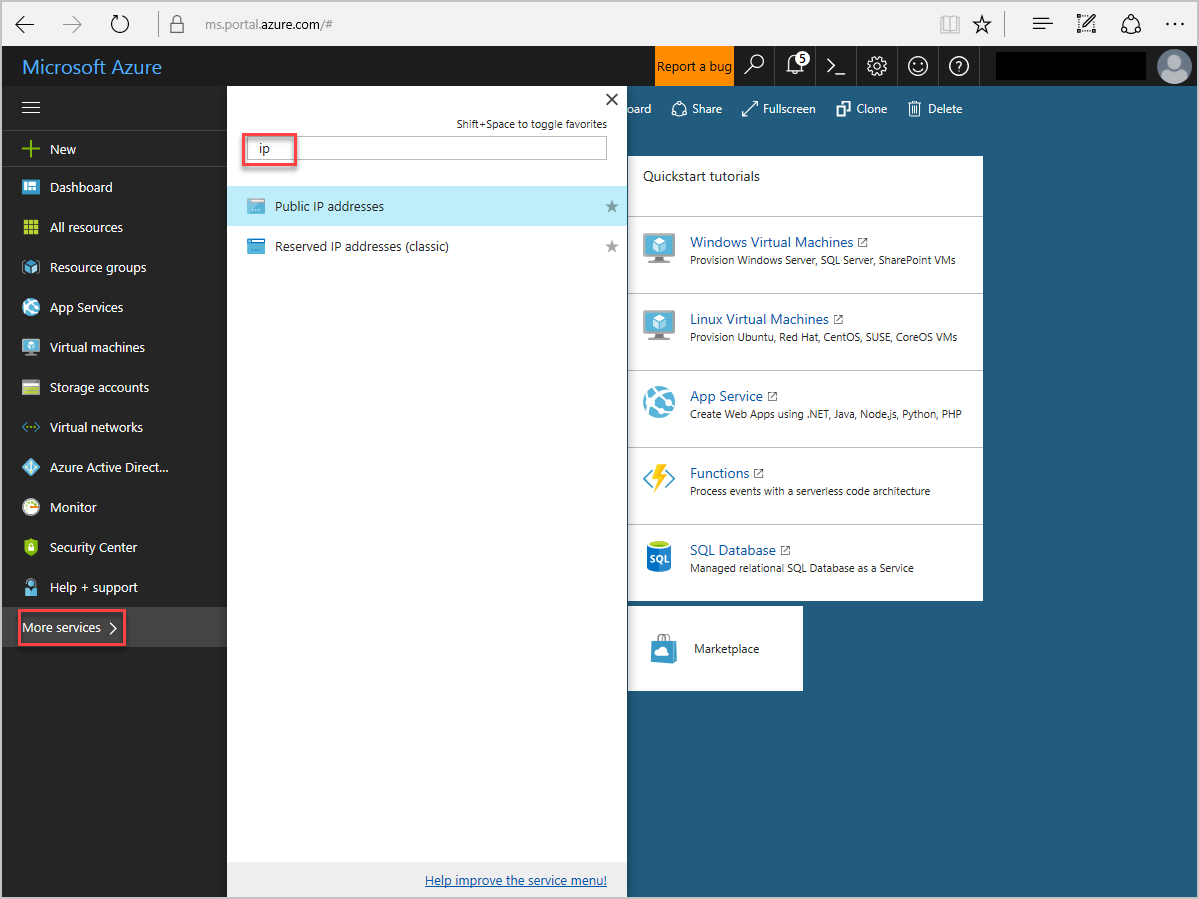 ms.portal.azure.com/#
Microsoft Azure
Report a bug
5
New
Dashboard
All resources
Resource groups
App Services
Virtual machines
Storage accounts
Virtual networks
Azure Active Direct...
Monitor
Security Center
Help + support
More services
Shift+Space to toggle favorites
ip
Public IP addresses
Reserved IP addresses (classic)
Help improve the service menu!
oard
Share
Fullscreen
Clone
Delete
Quickstart tutorials
Windows Virtual Machines
Provision Windows Server, SQL Server, SharePoint VMs
Linux Virtual Machines
Provision Ubuntu, Red Hat, CentOS, SUSE, CoreOS VMs
App Service
Create Web Apps using .NET, Java, Node.js, Python, PHP
Functions
Process events with a serverless code architecture
SQL
SQL Database
Managed relational SQL Database as a Service
Marketplace